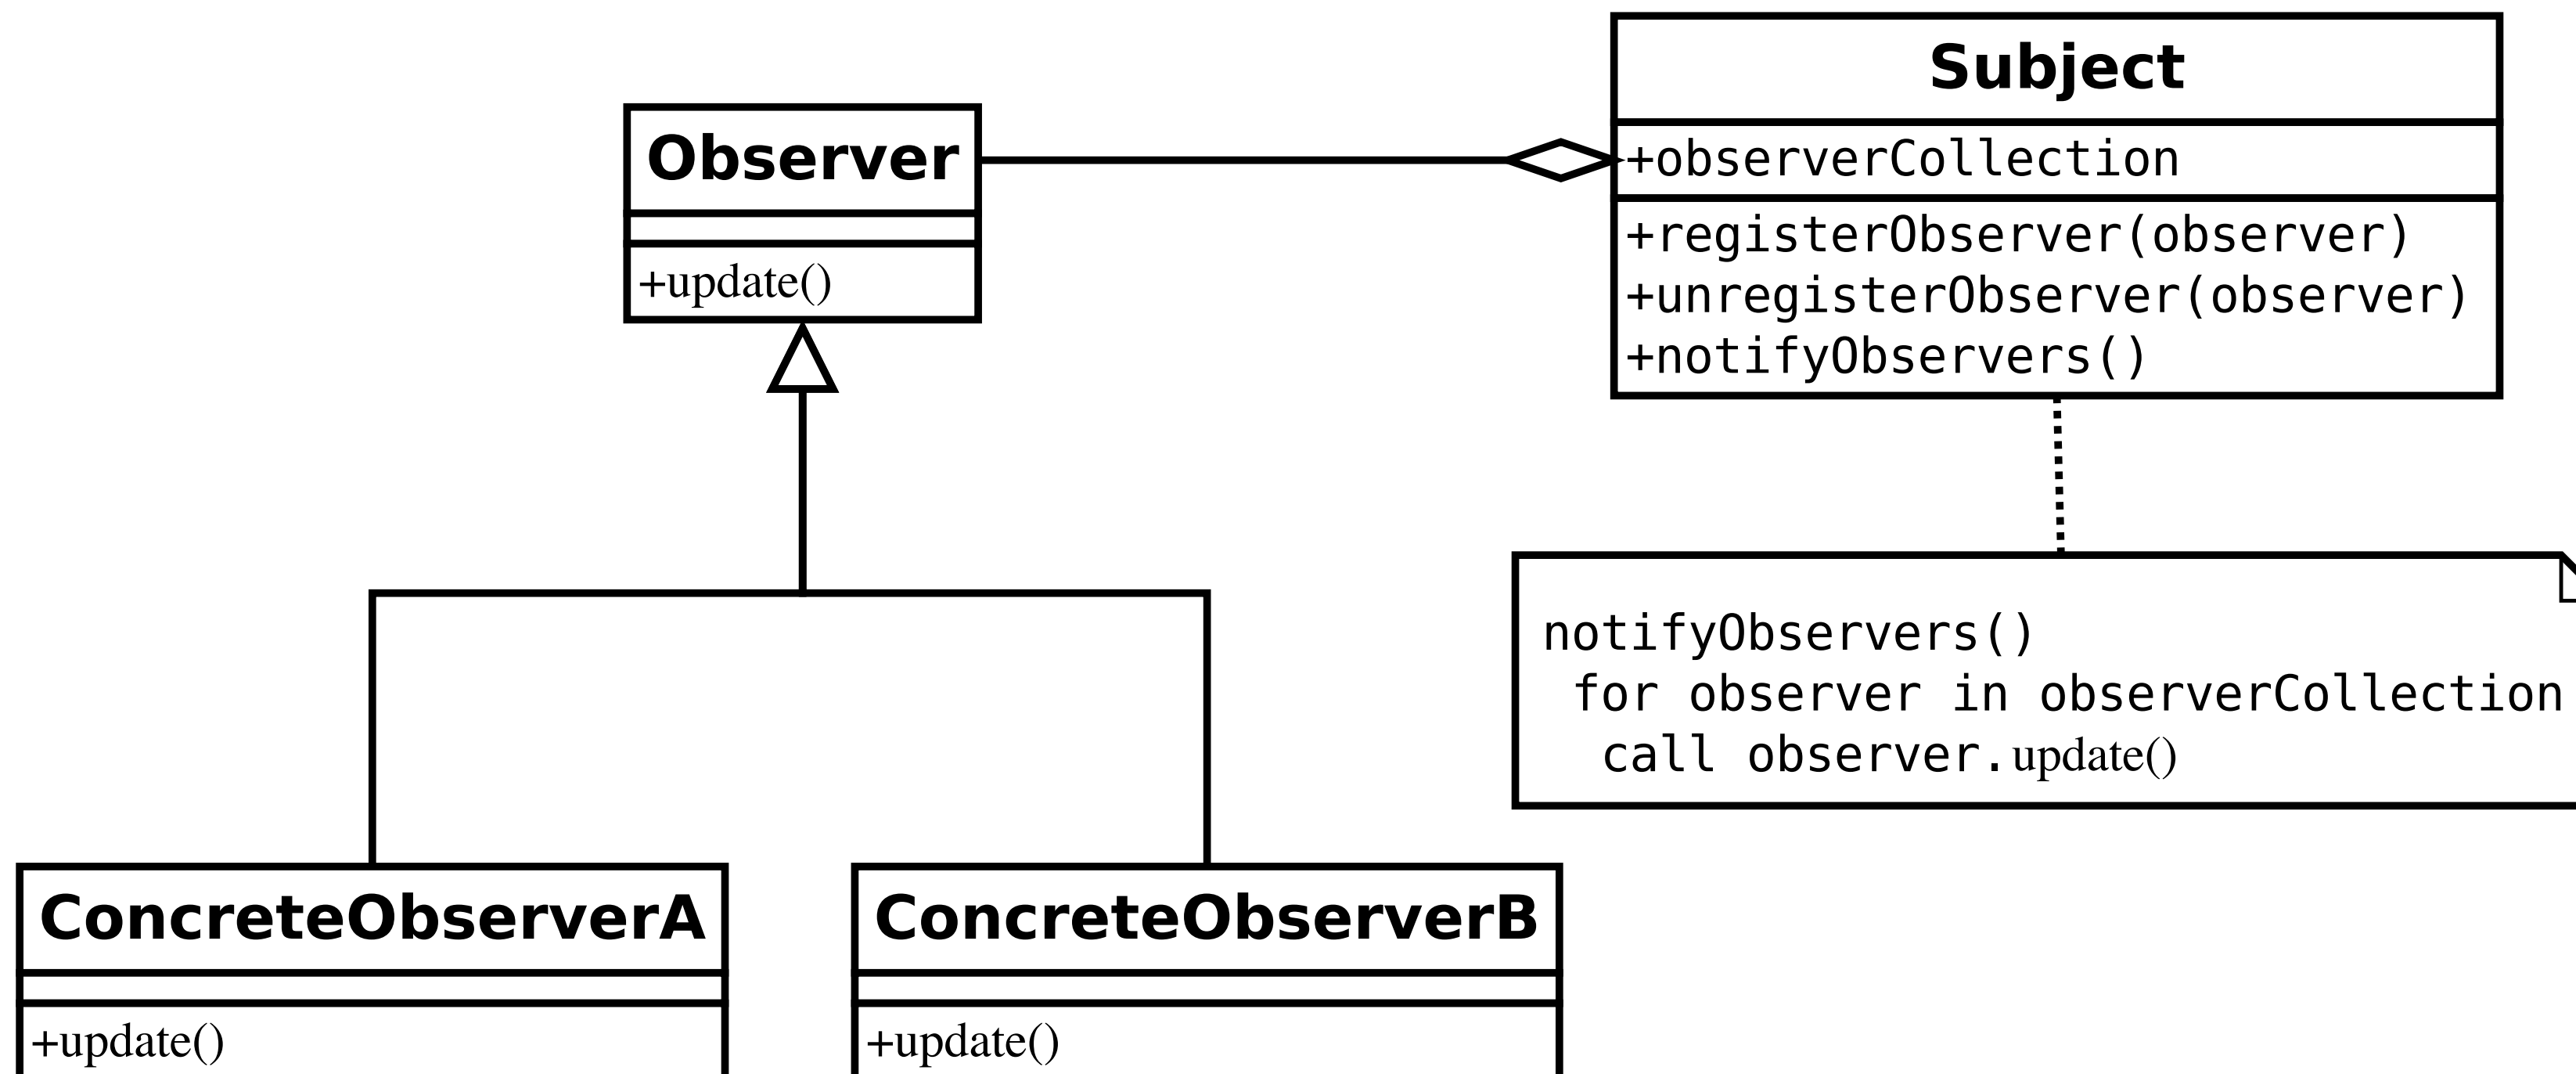 Subject
+observerCollection
+registerObserver(observer)
+unregisterObserver(observer)
+notifyObservers()
Observer
+update()
notifyObservers()
for observer in observerCollection
call observer.update()
ConcreteObserverA
+update()
ConcreteObserverB
+update()